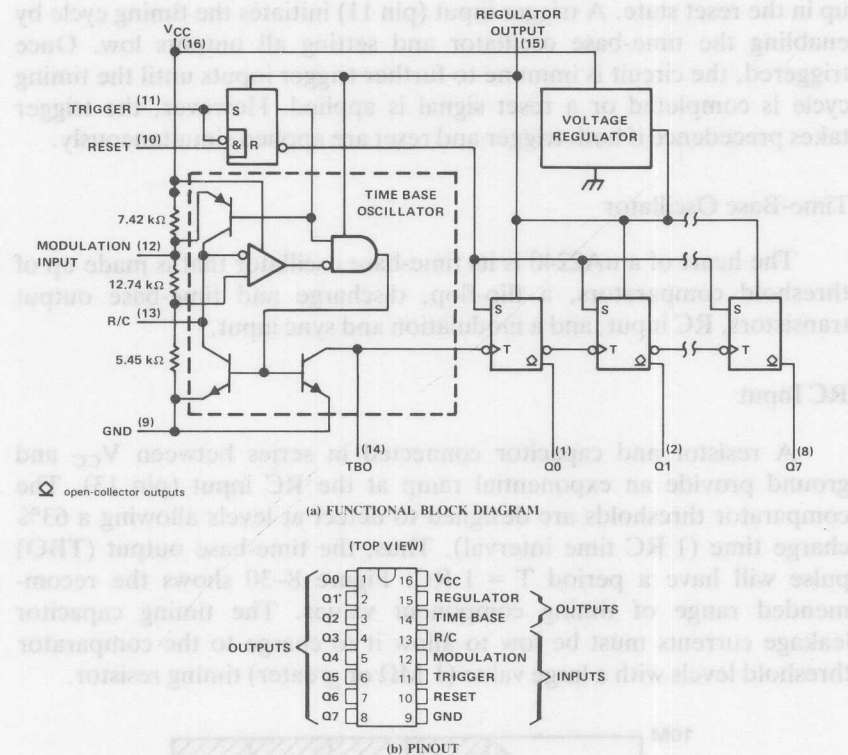 up in the reset state. A trigger input (pin 11) initiates the timing cycle by
enabling the time-base oscillator and setting all outputs low. Once
triggered, the circuit is immune to further trigger inputs until the timing
cycle is completed or a reset signal is applied. However, the trigger
takes precedence if both trigger and reset are applied simultaneously.
VCC
(16)
REGULATOR
OUTPUT (15)
TRIGGER (11)
S
RESET (10)
& R
VOLTAGE
REGULATOR
TIME BASE
OSCILLATOR
Time-Base Oscillator
7.42 kΩ
MODULATION (12)
INPUT
The heart of a uA2240 is its time-base oscillator that is made up of
threshold comparators, a flip-flop, discharge and time-base output
transistors, RC input, and a modulation and sync input.
12.74 kΩ
R/C (13)
S S S
T T T
5.45 kΩ
RC Input
GND (9)
A resistor and capacitor connected in series between VCC and
ground provide an exponential ramp at the RC input (pin 13). The
(14) (1) (2) (8)
TBO Q0 Q1 Q7
open-collector outputs
comparator thresholds are designed to detect at levels allowing a 63%
(a) FUNCTIONAL BLOCK DIAGRAM
charge time (1 RC time interval). Thus, the time-base output (TBO)
(TOP VIEW)
pulse will have a period T = 1 RC. Figure 8-30 shows the recom-
mended range of timing component values. The timing capacitor
leakage currents must be low to allow it to charge to the comparator
threshold levels with a large value (1 MΩ or greater) timing resistor.
Q0 1 16 VCC
Q1 15 REGULATOR
Q2 3 14 TIME BASE
OUTPUTS
Q3 13 R/C
OUTPUTS
Q4 5 12 MODULATION
Q5 6 11 TRIGGER
INPUTS
Q6 7 10 RESET
Q7 8 9 GND
(b) PINOUT
10M